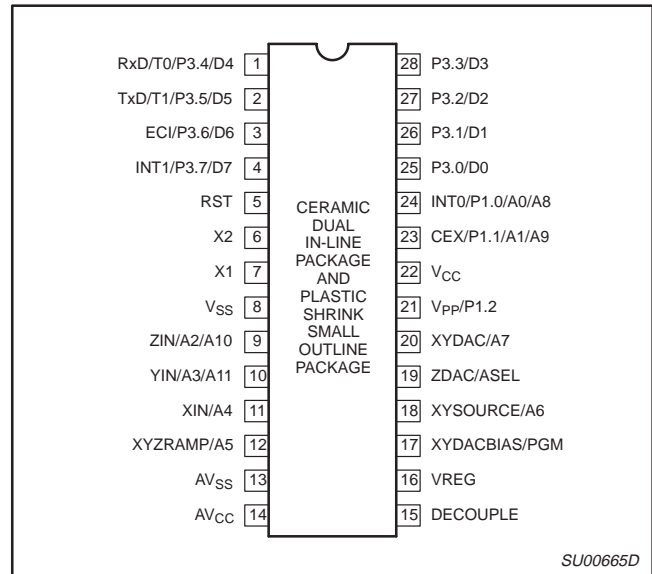 RxD/T0/P3.4/D4 1 28 P3.3/D3
TxD/T1/P3.5/D5 2 27 P3.2/D2
ECI/P3.6/D6 3 26 P3.1/D1
INT1/P3.7/D7 4 25 P3.0/D0
RST 5 24 INT0/P1.0/A0/A8
X2 6 23 CEX/P1.1/A1/A9
X1 7 22 VCC
VSS 8 21 VPP/P1.2
ZIN/A2/A10 9 20 XYDAC/A7
YIN/A3/A11 10 19 ZDAC/ASEL
XIN/A4 11 18 XYSOURCE/A6
XYZRAMP/A5 12 17 XYDACBIAS/PGM
AVSS 13 16 VREG
AVCC 14 15 DECOUPLE
CERAMIC
DUAL
IN-LINE
PACKAGE
AND
PLASTIC
SHRINK
SMALL
OUTLINE
PACKAGE
SU00665D